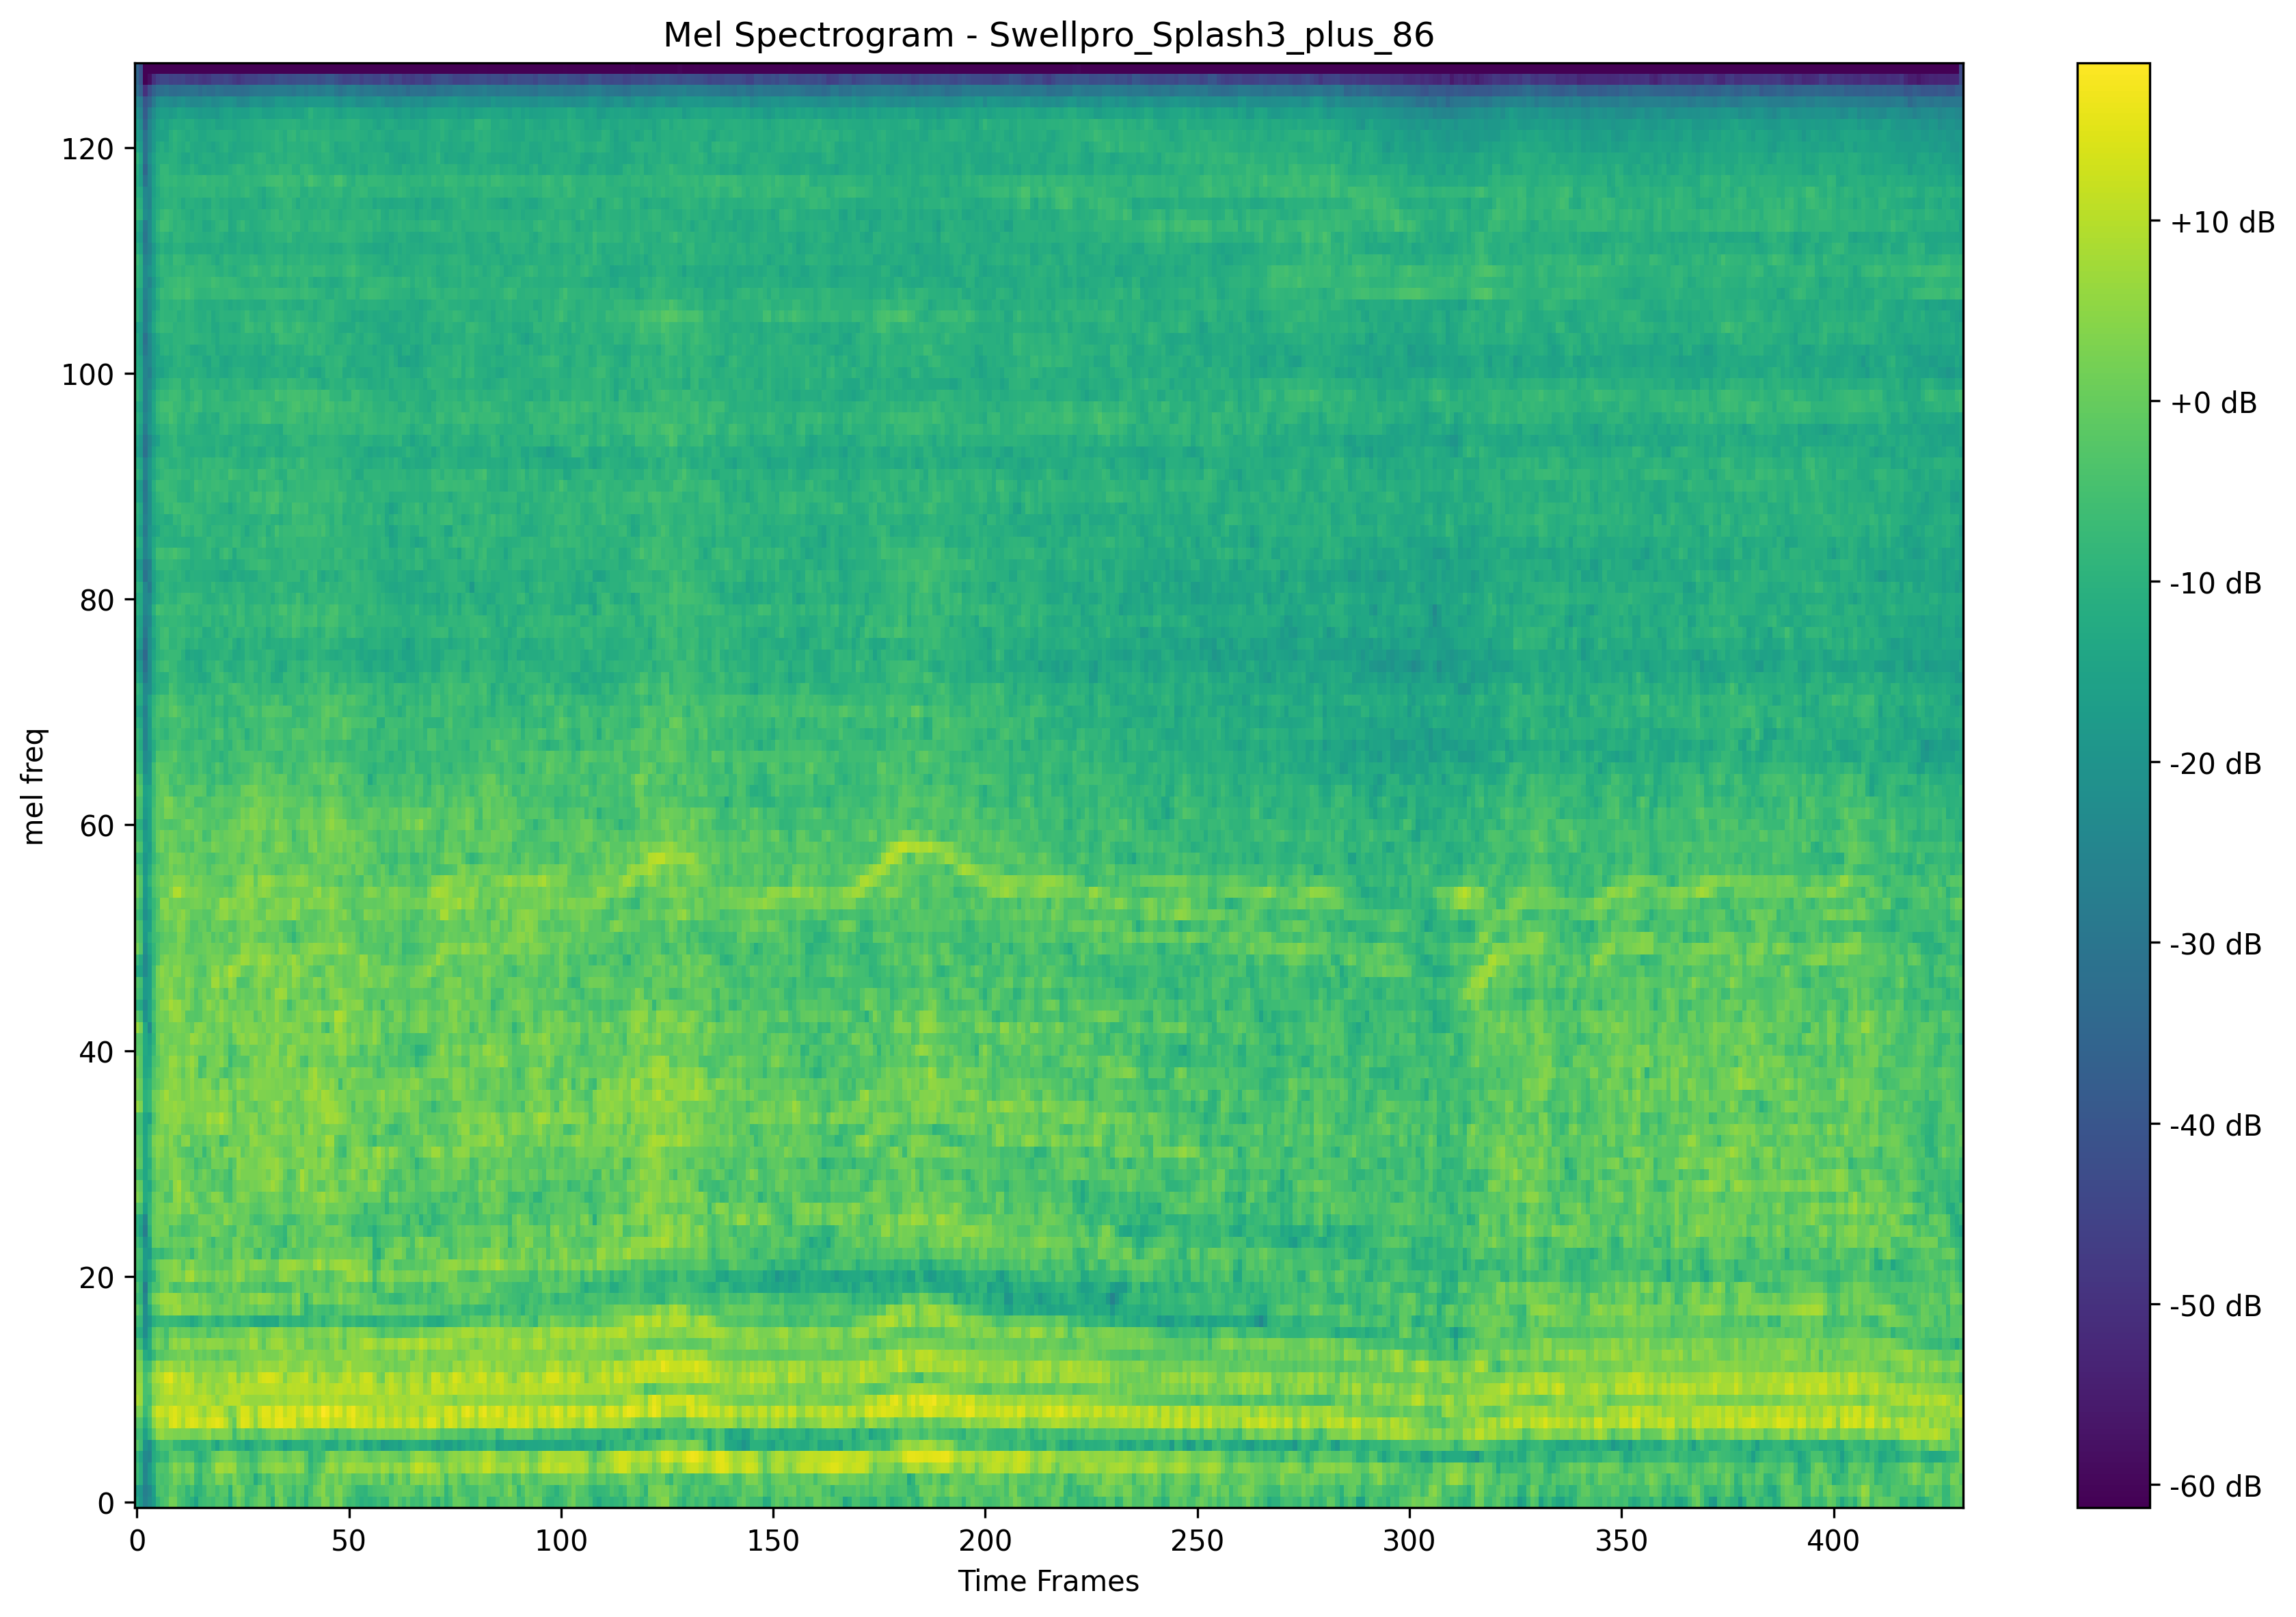 Mel Spectrogram - Swellpro_Splash3_plus_86
mel freq
120
100
80
60
40
20
0
0 50 100 150 200 250 300 350 400
Time Frames
+10 dB
+0 dB
-10 dB
-20 dB
-30 dB
-40 dB
-50 dB
-60 dB